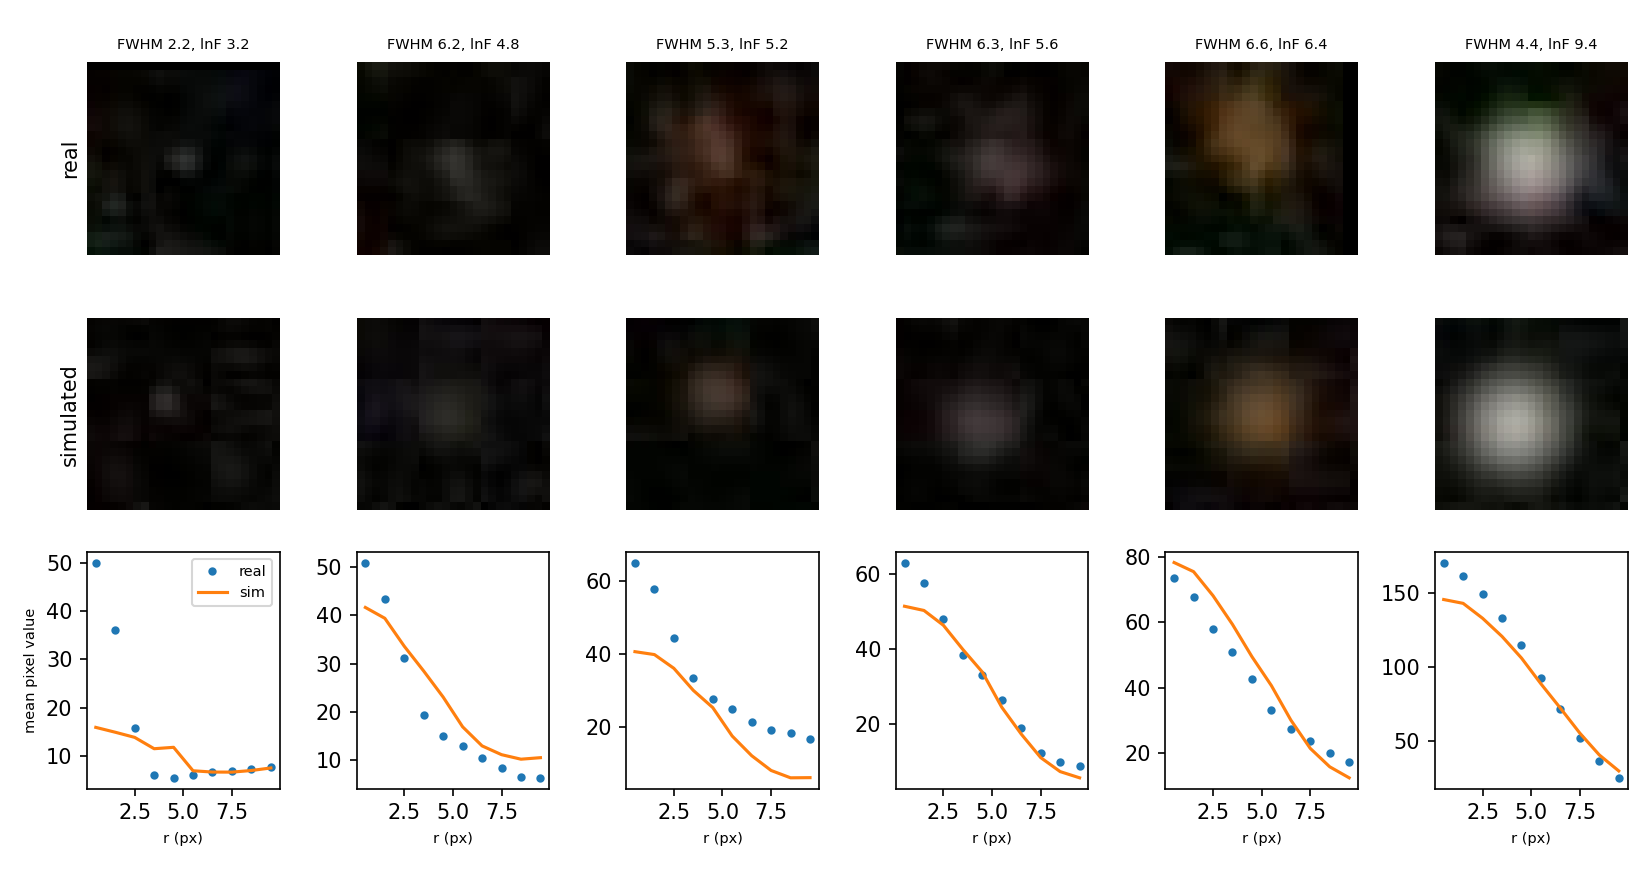 FWHM 2.2, lnF 3.2
FWHM 6.2, lnF 4.8
FWHM 5.3, lnF 5.2
FWHM 6.3, lnF 5.6
FWHM 6.6, lnF 6.4
FWHM 4.4, lnF 9.4
real
simulated
mean pixel value
50
40
30
20
10
real
sim
2.5 5.0 7.5
r (px)
50
40
30
20
10
2.5 5.0 7.5
r (px)
60
40
20
2.5 5.0 7.5
r (px)
60
40
20
2.5 5.0 7.5
r (px)
80
60
40
20
2.5 5.0 7.5
r (px)
150
100
50
2.5 5.0 7.5
r (px)